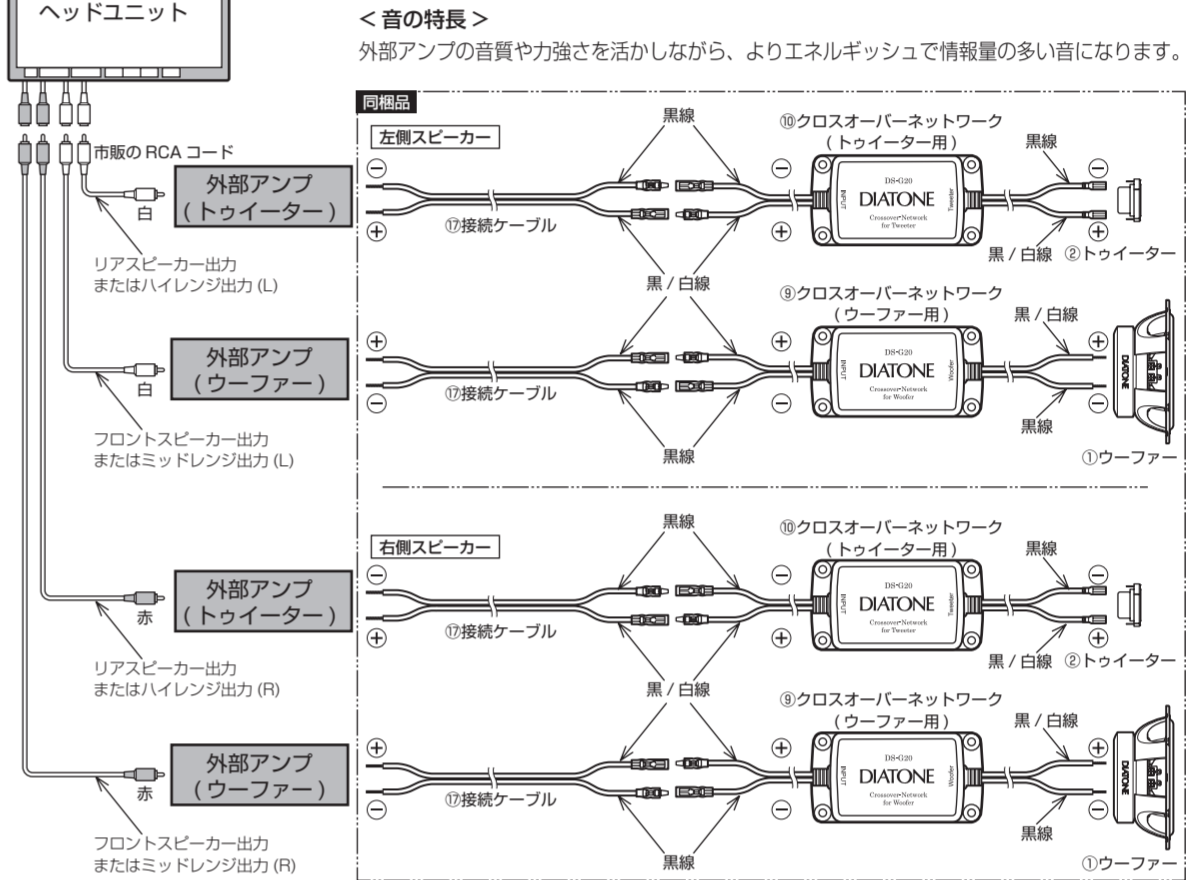 ヘッドユニット
＜音の特長＞
外部アンプの音質や力強さを活かしながら、よりエネルギッシュで情報量の多い音になります。
市販の RCA コード
外部アンプ
(トゥイーター)
白
リアスピーカー出力
またはハイレンジ出力 (L)
外部アンプ
(ウーファー)
白
フロントスピーカー出力
またはミッドレンジ出力 (L)
外部アンプ
(トゥイーター)
赤
リアスピーカー出力
またはハイレンジ出力 (R)
外部アンプ
(ウーファー)
赤
フロントスピーカー出力
またはミッドレンジ出力 (R)
同梱品
左側スピーカー
黒線
⑩クロスオーバーネットワーク
(トゥイーター用)
黒線
⊖
⊖
⊖
DS-G20
DIATONE
Crossover-Network
for Tweeter
INPUT
Tweeter
⊕
⑰接続ケーブル
⊕
⊕
黒 / 白線
②トゥイーター
黒 / 白線
⑨クロスオーバーネットワーク
(ウーファー用)
黒 / 白線
⊕
⊕
⊕
DS-G20
DIATONE
Crossover-Network
for Woofer
INPUT
Woofer
DIATONE
⊖
⑰接続ケーブル
⊖
⊖
黒線
黒線
①ウーファー
右側スピーカー
黒線
⑩クロスオーバーネットワーク
(トゥイーター用)
黒線
⊖
⊖
⊖
DS-G20
DIATONE
Crossover-Network
for Tweeter
INPUT
Tweeter
⊕
⑰接続ケーブル
⊕
⊕
黒 / 白線
②トゥイーター
黒 / 白線
⑨クロスオーバーネットワーク
(ウーファー用)
黒 / 白線
⊕
⊕
⊕
DS-G20
DIATONE
Crossover-Network
for Woofer
INPUT
Woofer
DIATONE
⊖
⑰接続ケーブル
⊖
⊖
黒線
黒線
①ウーファー